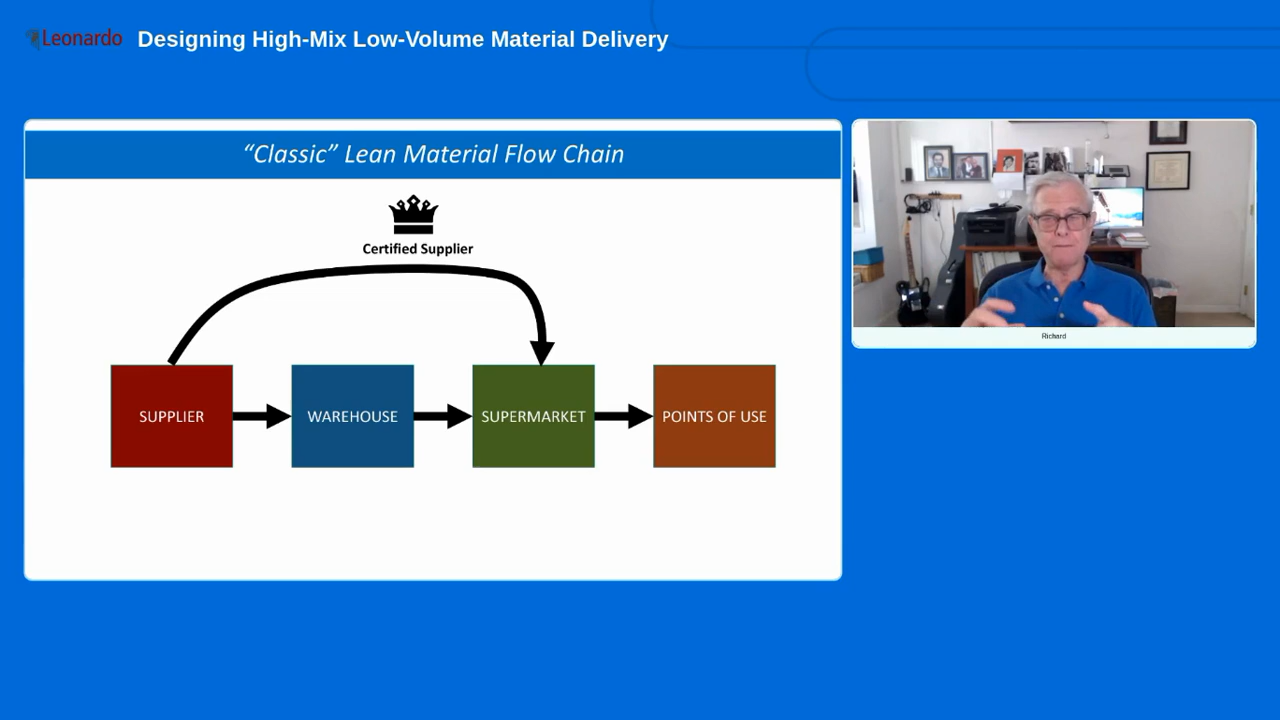 Leonardo
Designing High-Mix Low-Volume Material Delivery
“Classic” Lean Material Flow Chain
Certified Supplier
SUPPLIER
WAREHOUSE
SUPERMARKET
POINTS OF USE
Richard